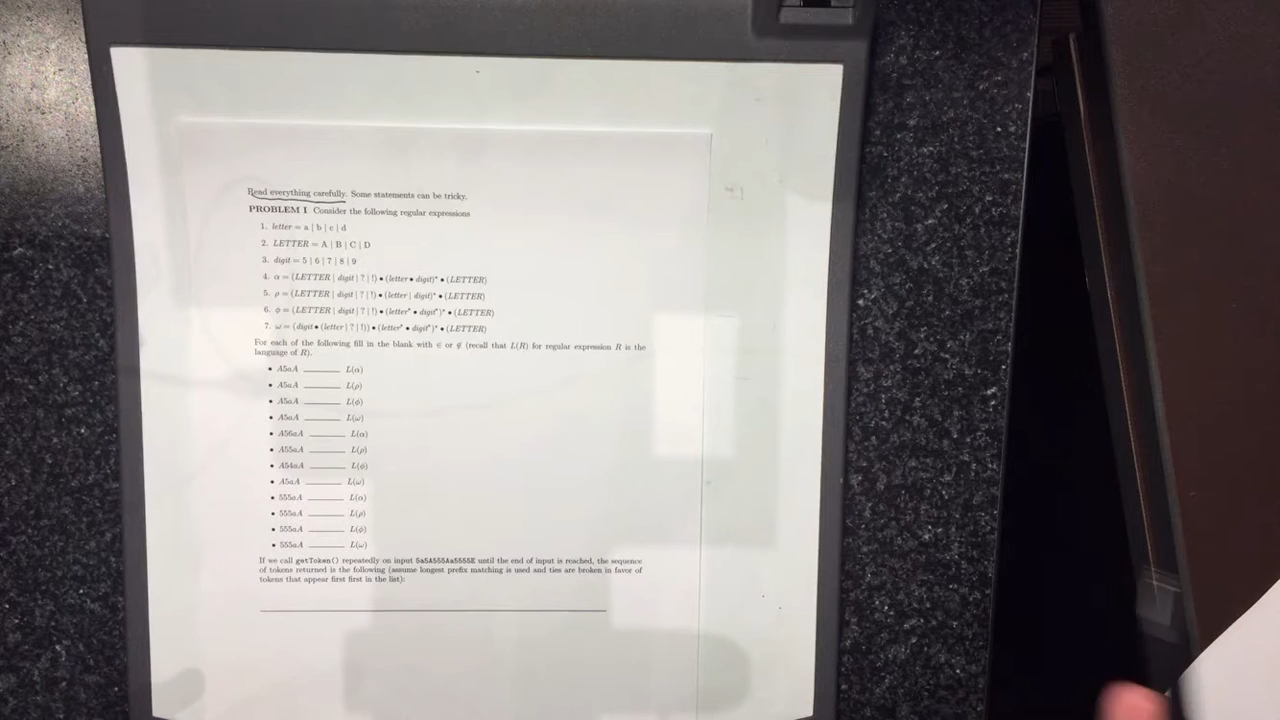 Read everything carefully. Some statements can be tricky.
PROBLEM I Consider the following regular expressions
1. letter = a | b | c | d
2. LETTER = A | B | C | D
3. digit = 5 | 6 | 7 | 8 | 9
4. α = (LETTER | digit | ? | !) • (letter • digit)* • (LETTER)
5. ρ = (LETTER | digit | ? | !) • (letter | digit)* • (LETTER)
6. ϕ = (LETTER | digit | ? | !) • (letter* • digit*)* • (LETTER)
7. ω = (digit • (letter | ? | !)) • (letter* • digit*)* • (LETTER)
For each of the following fill in the blank with ∈ or ∉ (recall that L(R) for regular expression R is the
language of R).
• A5aA ______ L(α)
• A5aA ______ L(ρ)
• A5aA ______ L(ϕ)
• A5aA ______ L(ω)
• A56aA ______ L(α)
• A55aA ______ L(ρ)
• A54aA ______ L(ϕ)
• A5aA ______ L(ω)
• 555aA ______ L(α)
• 555aA ______ L(ρ)
• 555aA ______ L(ϕ)
• 555aA ______ L(ω)
If we call getToken() repeatedly on input 5a5A555Aa5555E until the end of input is reached, the sequence
of tokens returned is the following (assume longest prefix matching is used and ties are broken in favor of
tokens that appear first first in the list):